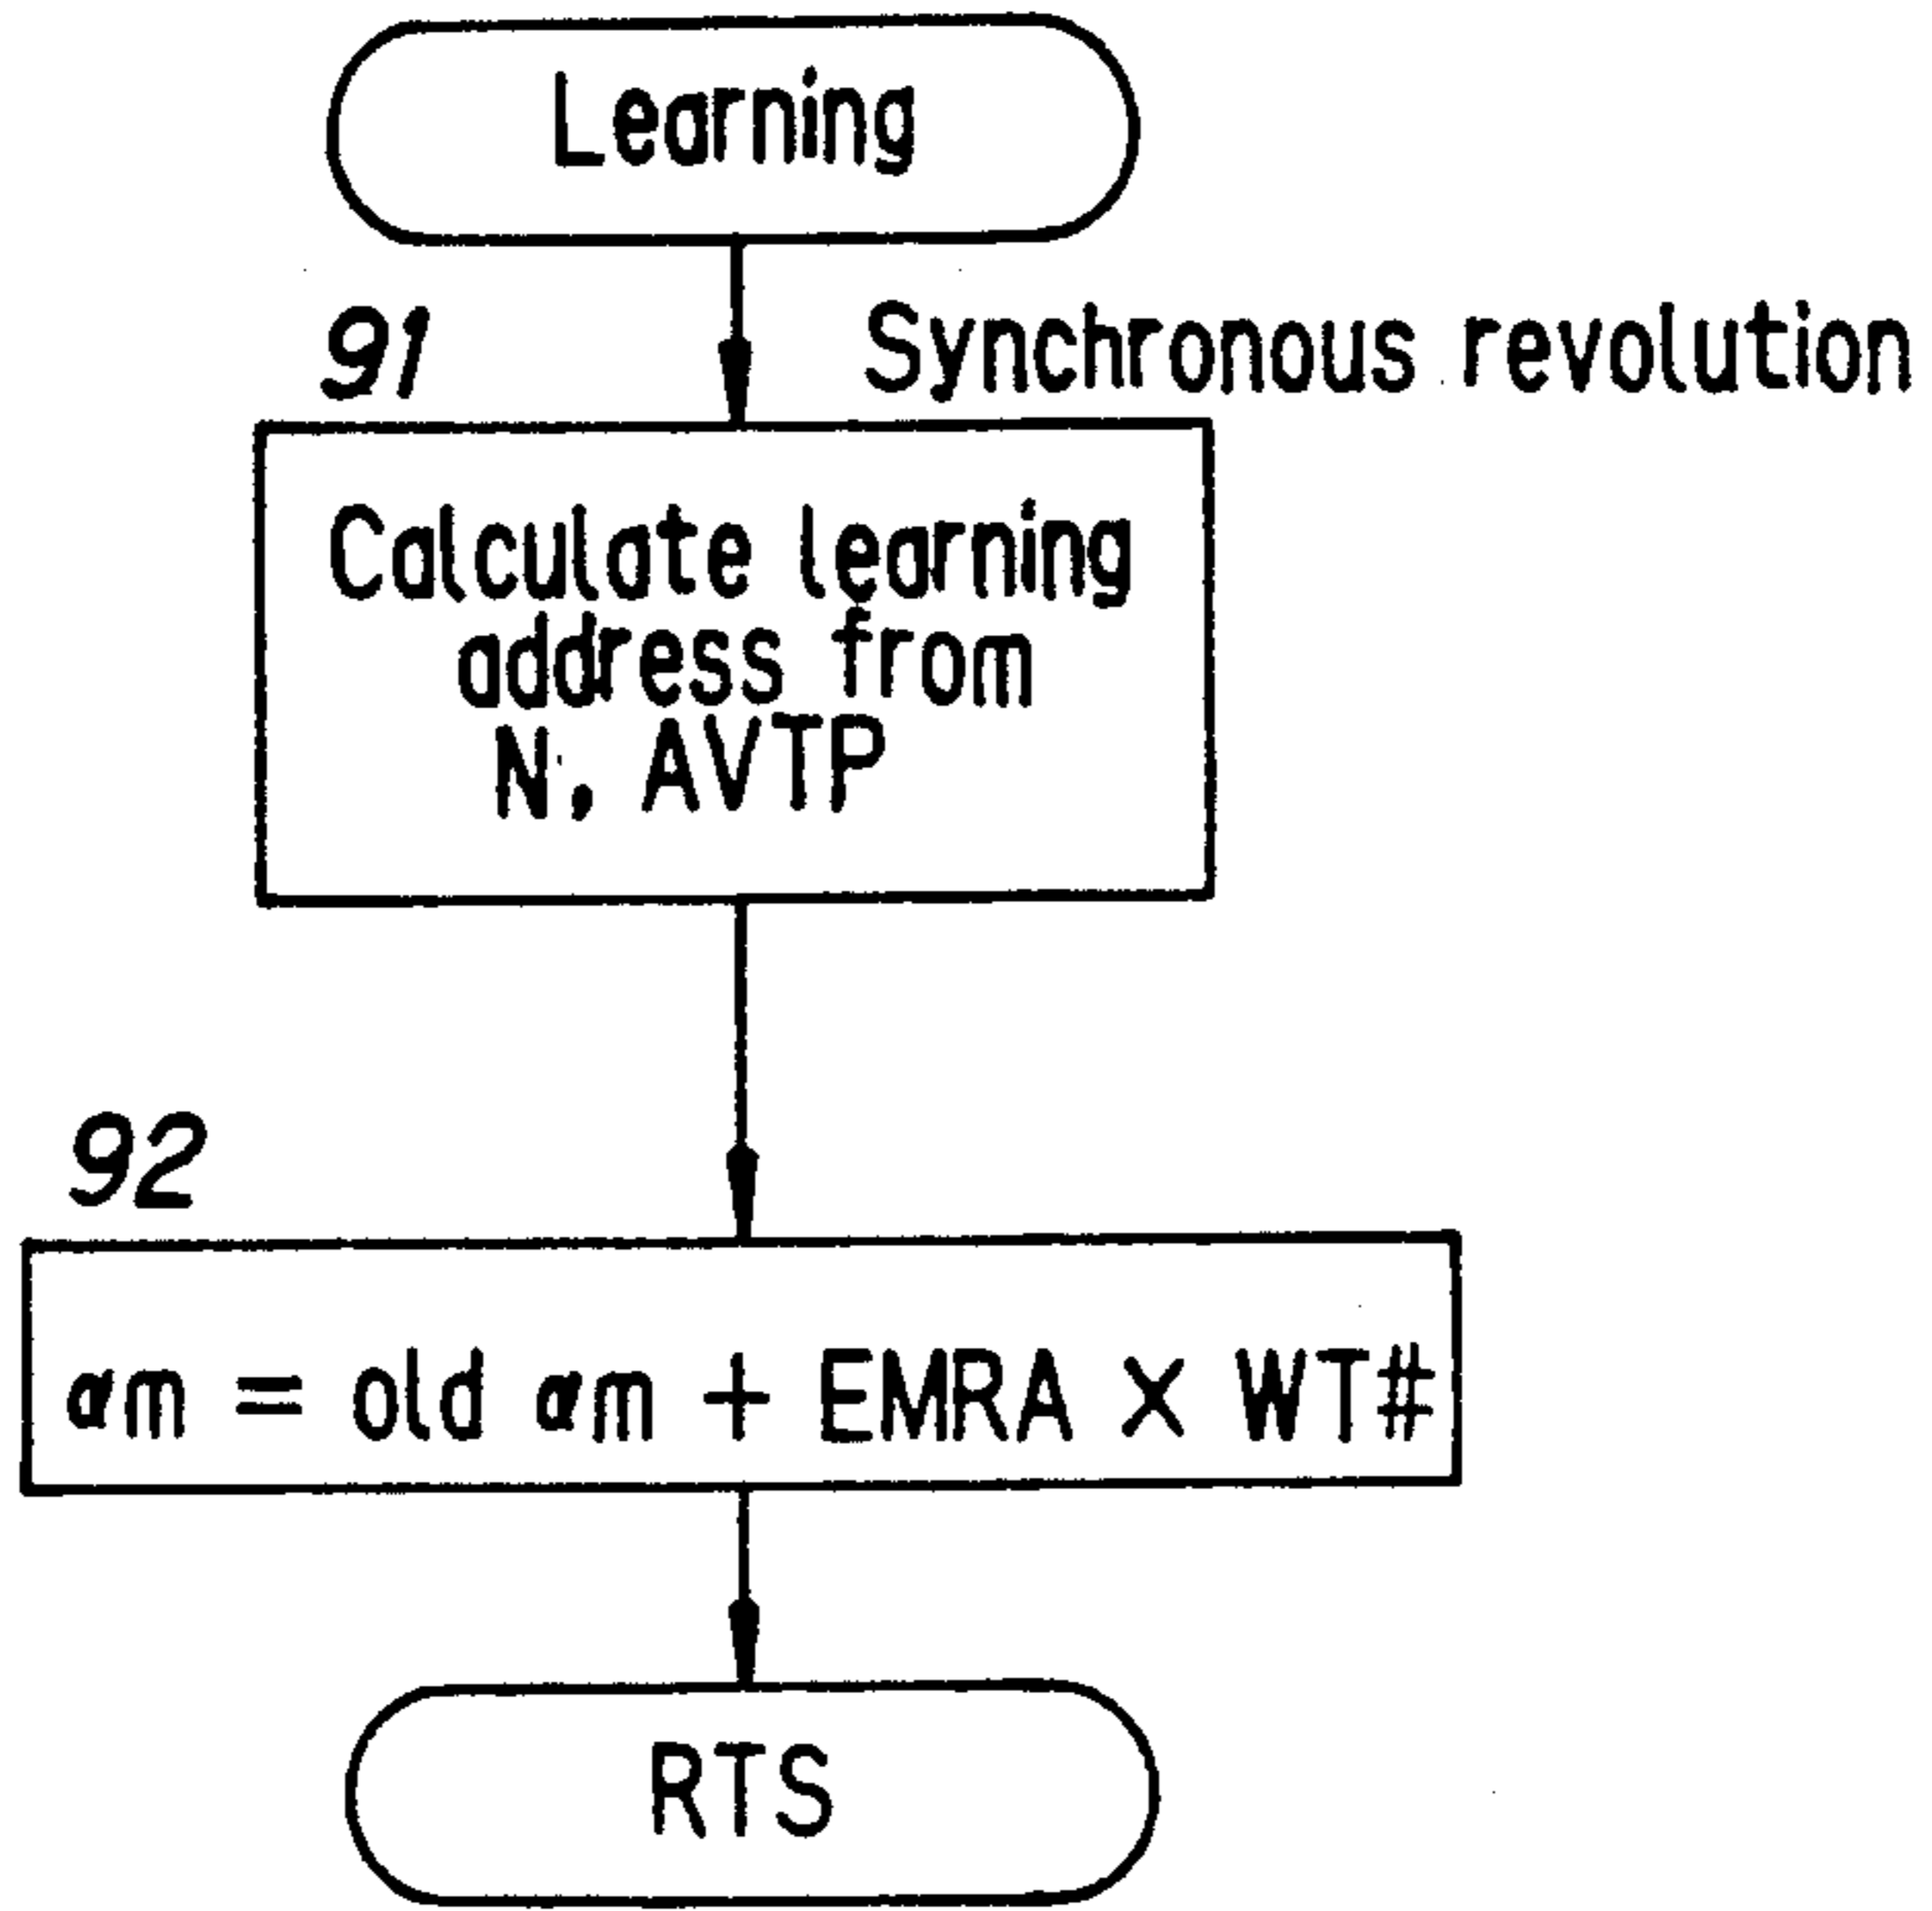 Learning
91
Synchronous revolution
Calculate learning
address from
N, AVTP
92
αm = old αm + EMRA × WT#
RTS